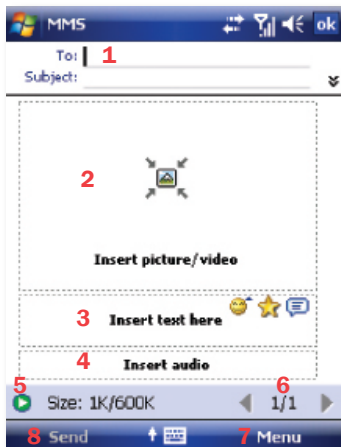 MMS ok
To: 1
Subject:
2
Insert picture/video
3 Insert text here
4 Insert audio
5 6
Size: 1K/600K 1/1
8 Send 7 Menu